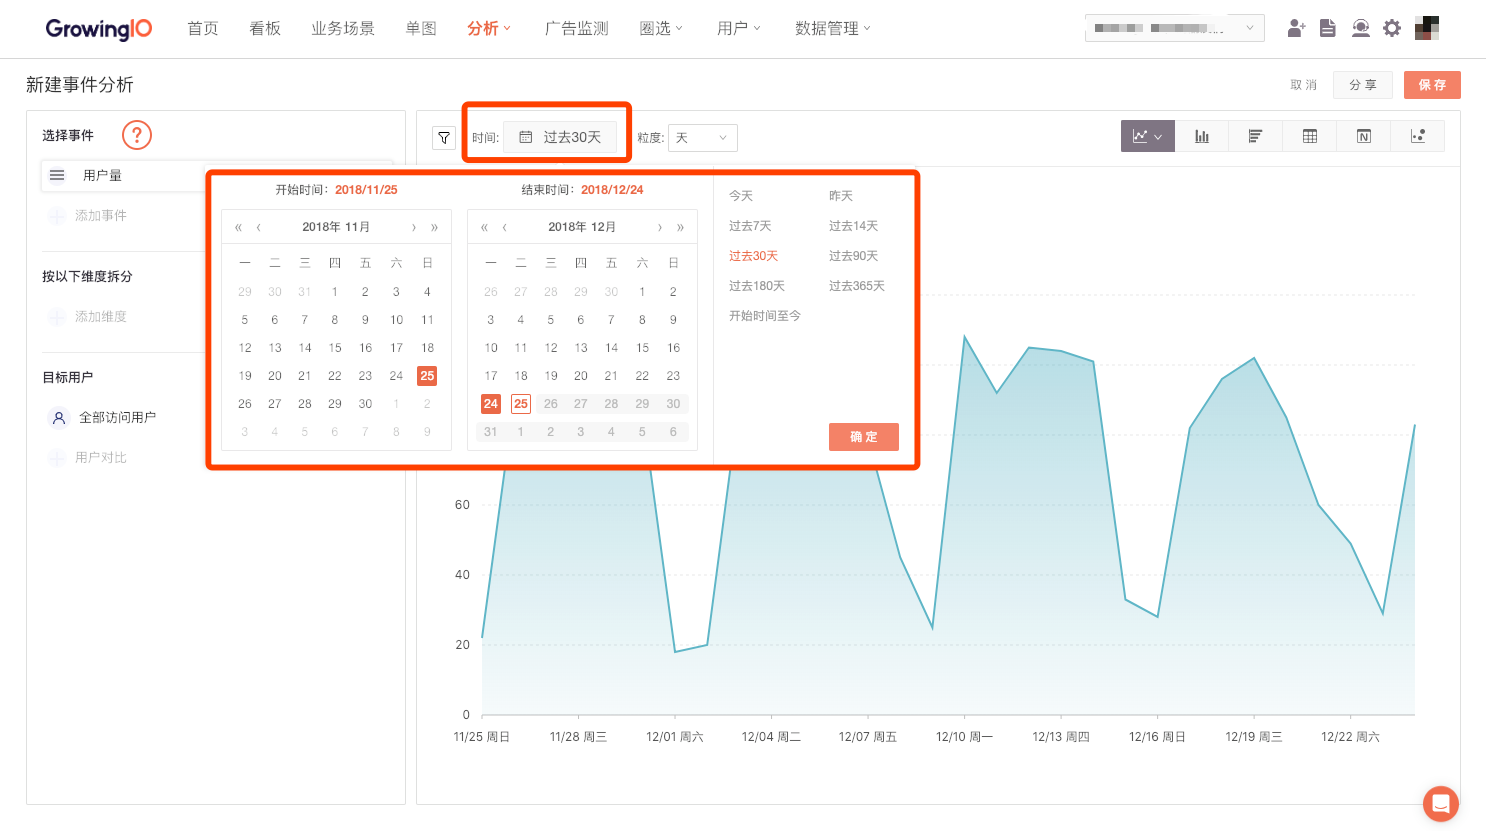 GrowingIO 首页 看板 业务场景 单图 分析 广告监测 圈选 用户 数据管理
新建事件分析 取消 分享 保存
选择事件 ?
用户量
添加事件
按以下维度拆分
添加维度
目标用户
全部访问用户
用户对比
时间: 过去30天 粒度: 天
N
开始时间: 2018/11/25
« ‹ 2018年 11月 › »
一 二 三 四 五 六 日
29 30 31 1 2 3 4
5 6 7 8 9 10 11
12 13 14 15 16 17 18
19 20 21 22 23 24 25
26 27 28 29 30 1 2
3 4 5 6 7 8 9
结束时间: 2018/12/24
« ‹ 2018年 12月 › »
一 二 三 四 五 六 日
26 27 28 29 30 1 2
3 4 5 6 7 8 9
10 11 12 13 14 15 16
17 18 19 20 21 22 23
24 25 26 27 28 29 30
31 1 2 3 4 5 6
今天 昨天
过去7天 过去14天
过去30天 过去90天
过去180天 过去365天
开始时间至今
确定
60
40
20
0
11/25 周日 11/28 周三 12/01 周六 12/04 周二 12/07 周五 12/10 周一 12/13 周四 12/16 周日 12/19 周三 12/22 周六